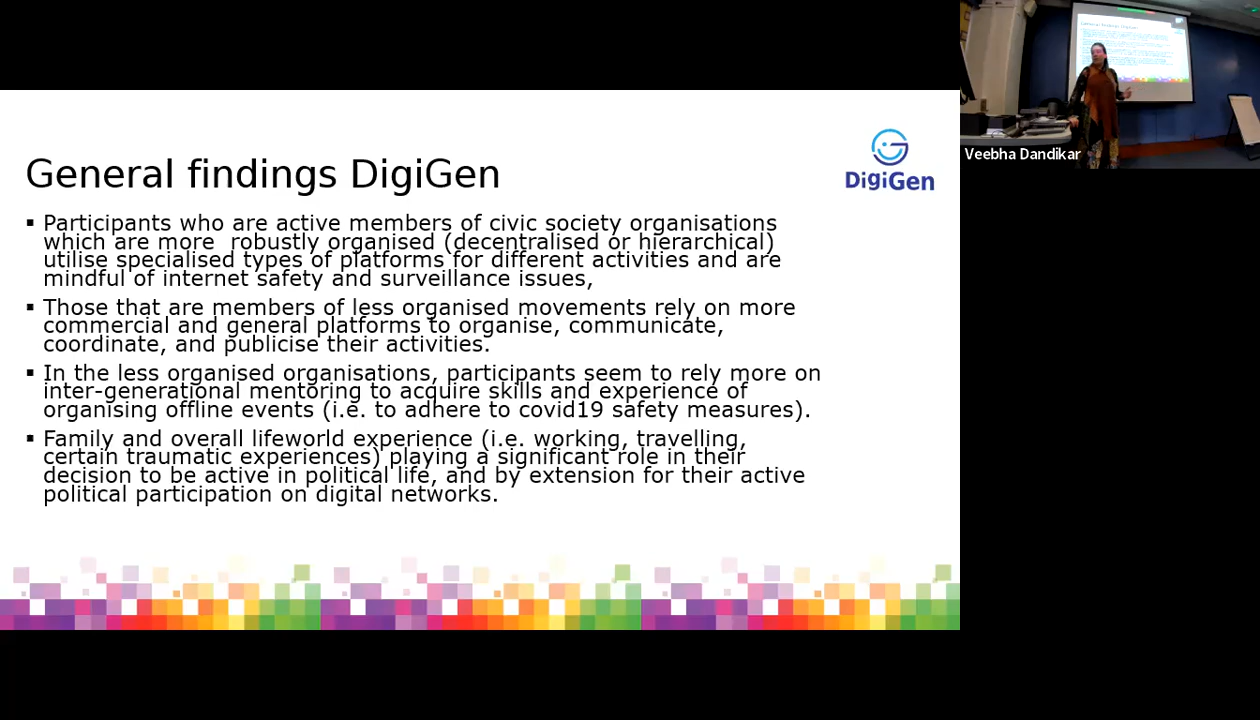 General findings DigiGen
DigiGen
▪ Participants who are active members of civic society organisations
which are more  robustly organised (decentralised or hierarchical)
utilise specialised types of platforms for different activities and are
mindful of internet safety and surveillance issues,
▪ Those that are members of less organised movements rely on more
commercial and general platforms to organise, communicate,
coordinate, and publicise their activities.
▪ In the less organised organisations, participants seem to rely more on
inter-generational mentoring to acquire skills and experience of
organising offline events (i.e. to adhere to covid19 safety measures).
▪ Family and overall lifeworld experience (i.e. working, travelling,
certain traumatic experiences) playing a significant role in their
decision to be active in political life, and by extension for their active
political participation on digital networks.
Veebha Dandikar